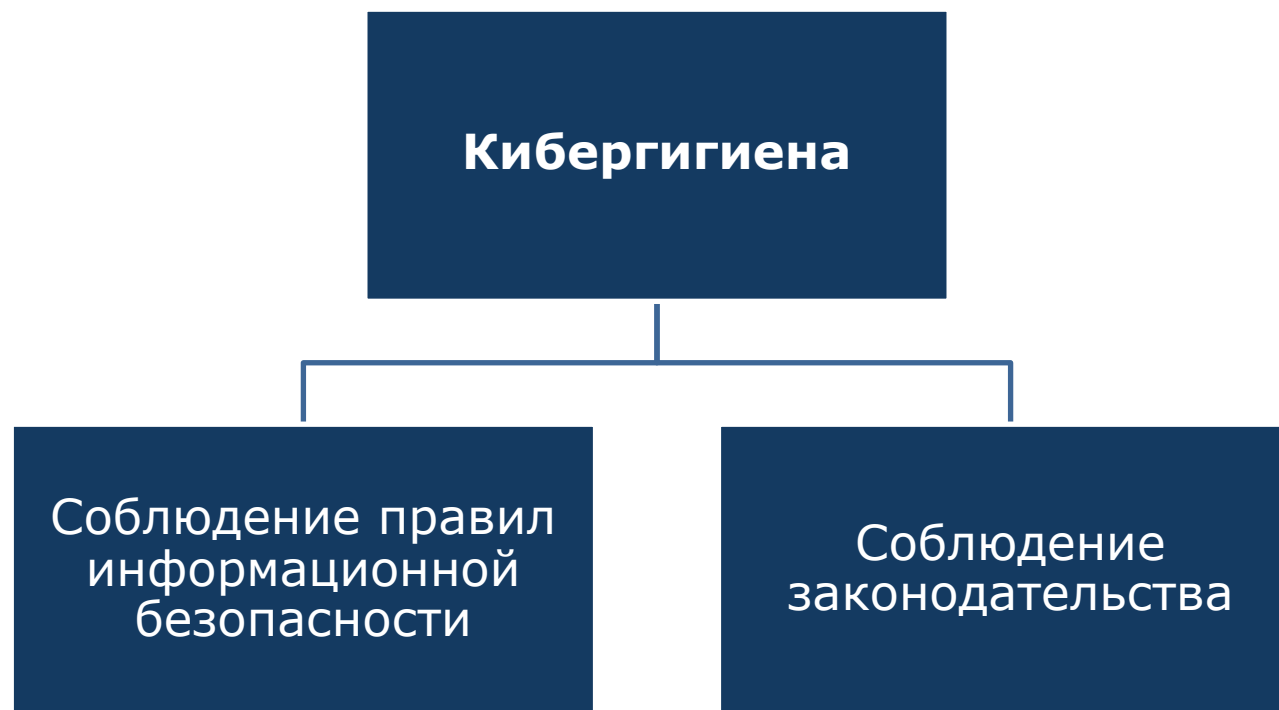 Кибергигиена
Соблюдение правил
информационной
безопасности
Соблюдение
законодательства